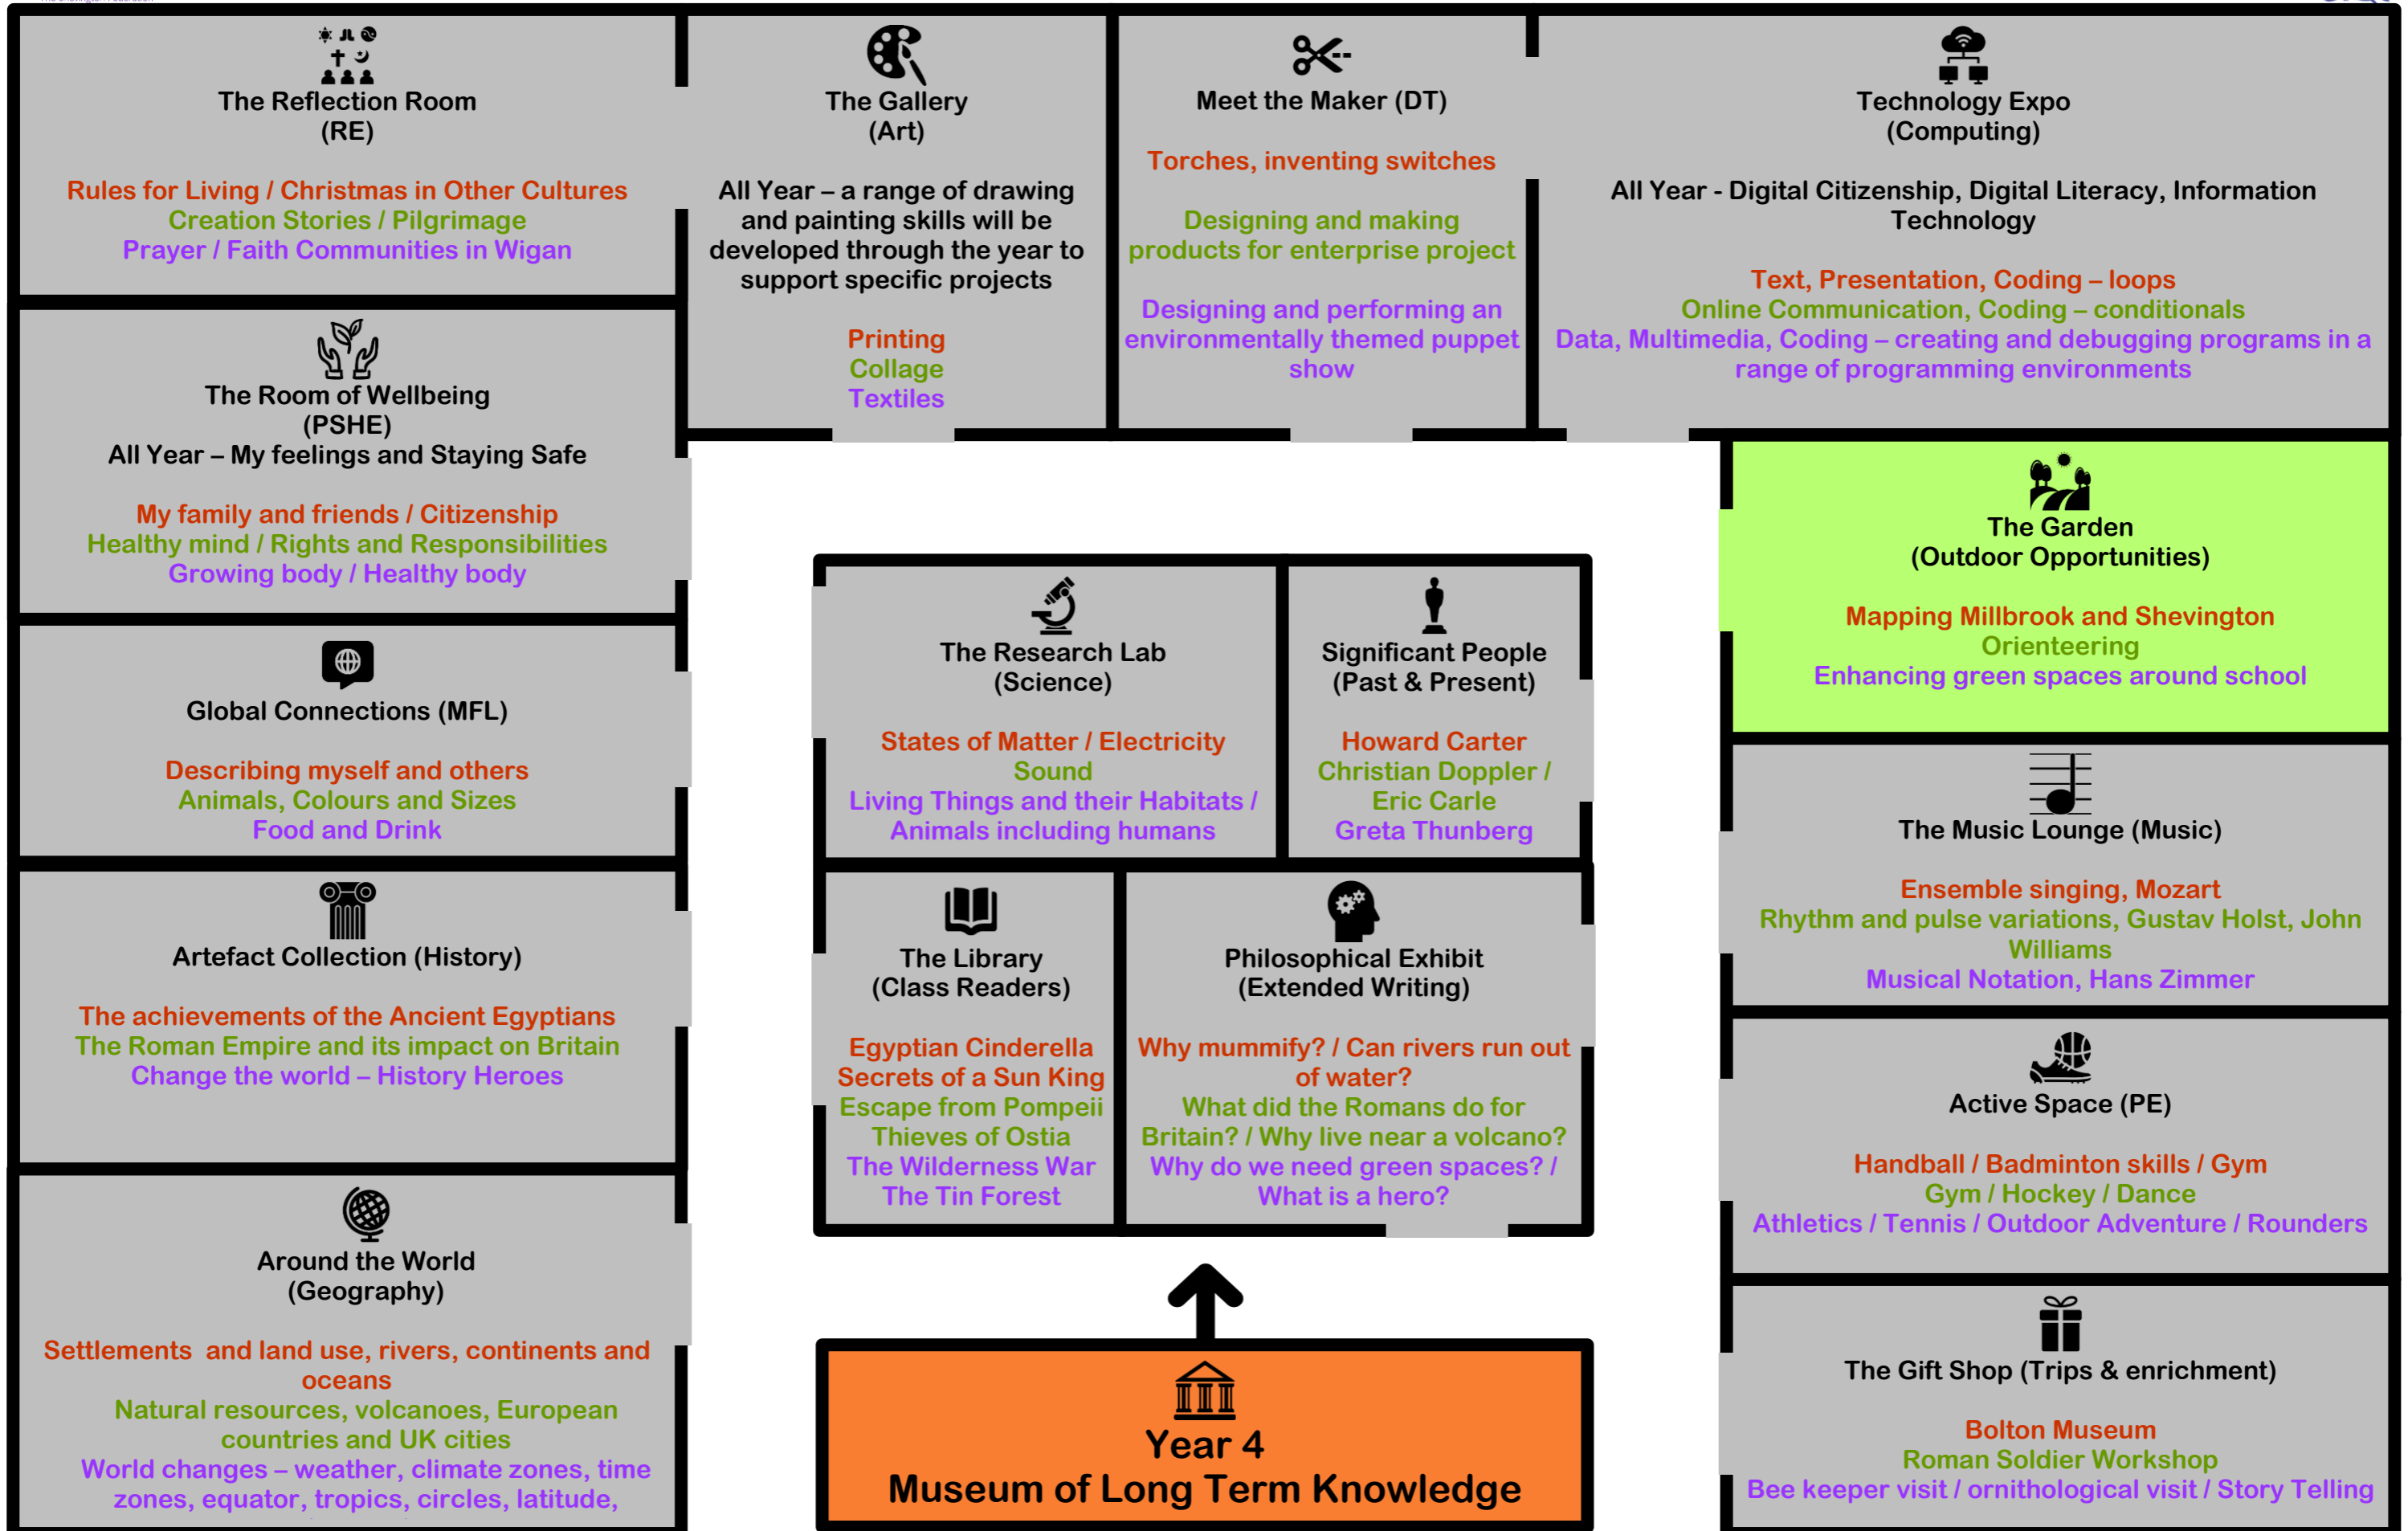 The Reflection Room
(RE)
Rules for Living / Christmas in Other Cultures
Creation Stories / Pilgrimage
Prayer / Faith Communities in Wigan
The Gallery
(Art)
All Year – a range of drawing
and painting skills will be
developed through the year to
support specific projects
Printing
Collage
Textiles
Meet the Maker (DT)
Torches, inventing switches
Designing and making
products for enterprise project
Designing and performing an
environmentally themed puppet
show
Technology Expo
(Computing)
All Year - Digital Citizenship, Digital Literacy, Information
Technology
Text, Presentation, Coding – loops
Online Communication, Coding – conditionals
Data, Multimedia, Coding – creating and debugging programs in a
range of programming environments
The Room of Wellbeing
(PSHE)
All Year – My feelings and Staying Safe
My family and friends / Citizenship
Healthy mind / Rights and Responsibilities
Growing body / Healthy body
Global Connections (MFL)
Describing myself and others
Animals, Colours and Sizes
Food and Drink
Artefact Collection (History)
The achievements of the Ancient Egyptians
The Roman Empire and its impact on Britain
Change the world – History Heroes
Around the World
(Geography)
Settlements and land use, rivers, continents and
oceans
Natural resources, volcanoes, European
countries and UK cities
World changes – weather, climate zones, time
zones, equator, tropics, circles, latitude,
The Research Lab
(Science)
States of Matter / Electricity
Sound
Living Things and their Habitats /
Animals including humans
Significant People
(Past & Present)
Howard Carter
Christian Doppler /
Eric Carle
Greta Thunberg
The Library
(Class Readers)
Egyptian Cinderella
Secrets of a Sun King
Escape from Pompeii
Thieves of Ostia
The Wilderness War
The Tin Forest
Philosophical Exhibit
(Extended Writing)
Why mummify? / Can rivers run out
of water?
What did the Romans do for
Britain? / Why live near a volcano?
Why do we need green spaces? /
What is a hero?
Year 4
Museum of Long Term Knowledge
The Garden
(Outdoor Opportunities)
Mapping Millbrook and Shevington
Orienteering
Enhancing green spaces around school
The Music Lounge (Music)
Ensemble singing, Mozart
Rhythm and pulse variations, Gustav Holst, John
Williams
Musical Notation, Hans Zimmer
Active Space (PE)
Handball / Badminton skills / Gym
Gym / Hockey / Dance
Athletics / Tennis / Outdoor Adventure / Rounders
The Gift Shop (Trips & enrichment)
Bolton Museum
Roman Soldier Workshop
Bee keeper visit / ornithological visit / Story Telling